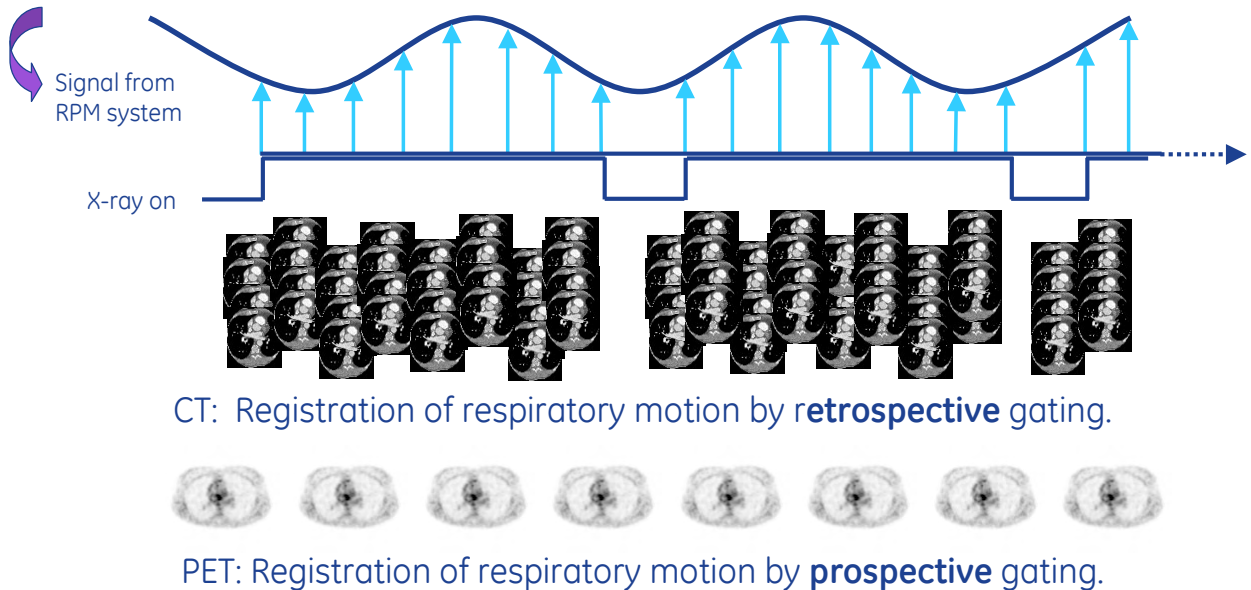 Signal from
RPM system
X-ray on
CT: Registration of respiratory motion by retrospective gating.
PET: Registration of respiratory motion by prospective gating.